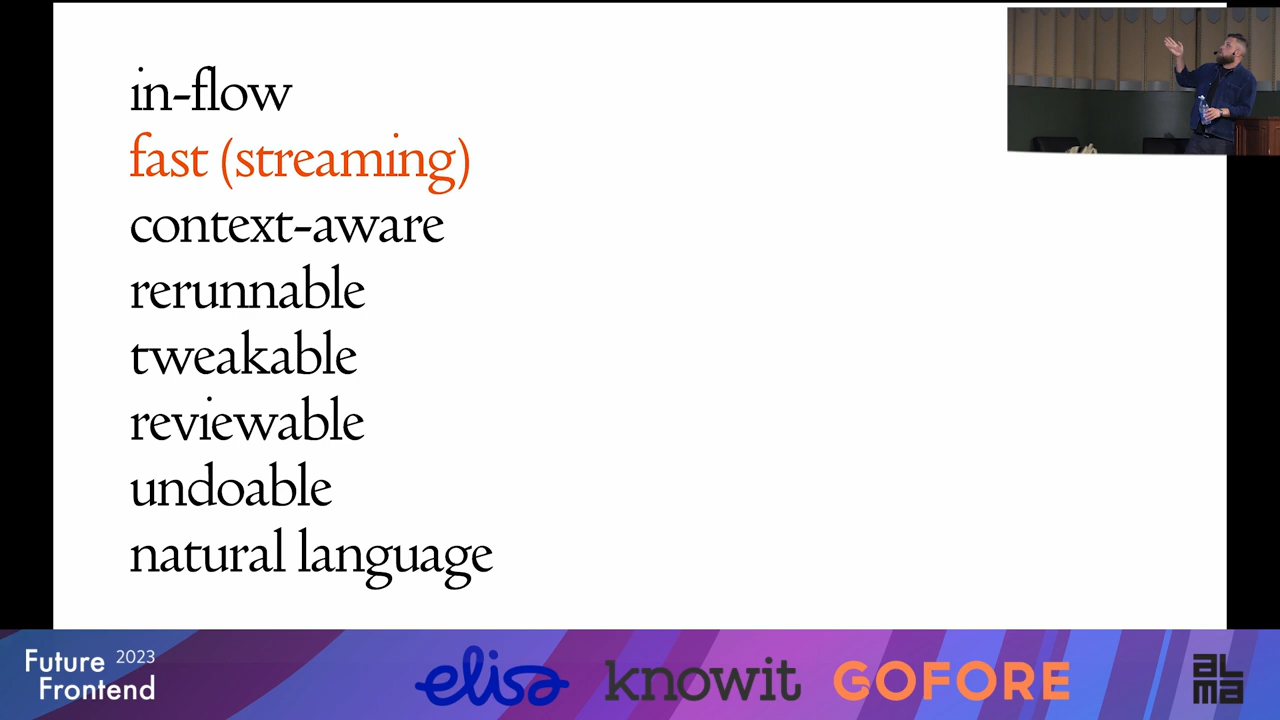 in-flow
fast (streaming)
context-aware
rerunnable
tweakable
reviewable
undoable
natural language
Future 2023
Frontend
elisa
knowit
GOFORE
ALMA